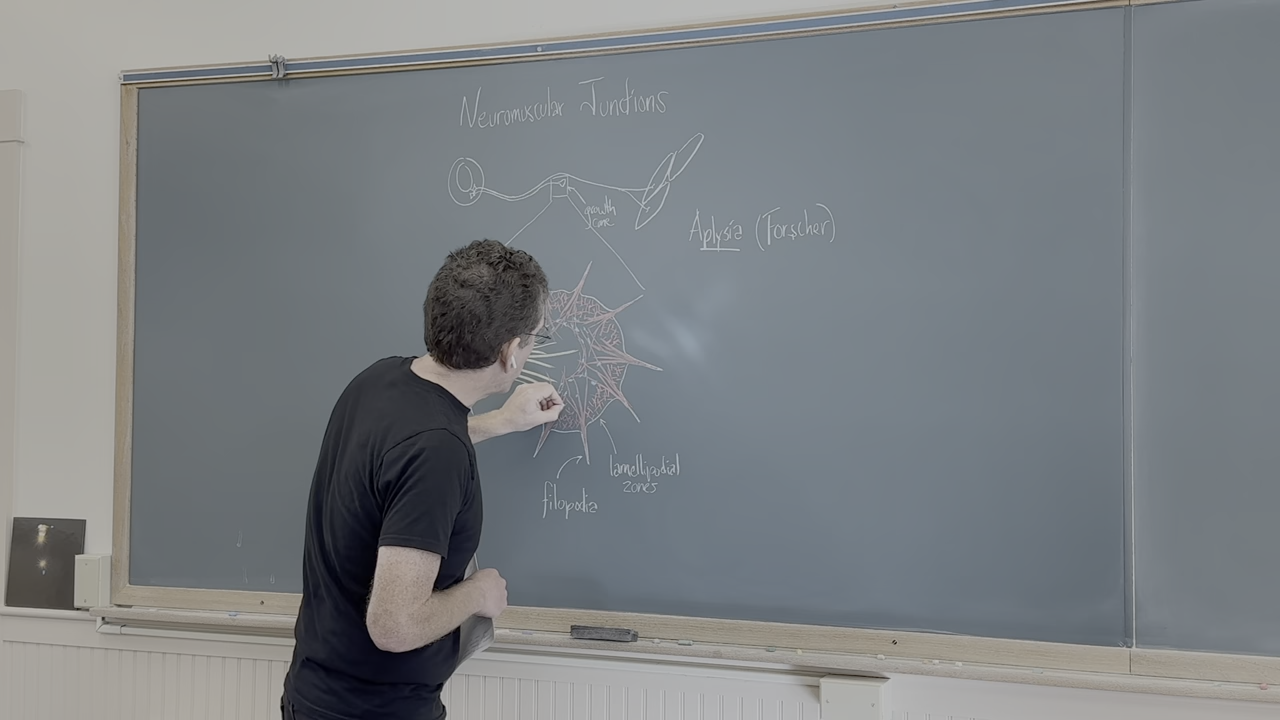 Neuromuscular Junctions
growth
cone
Aplysia (Forscher)
lamellipodial
zones
filopodia